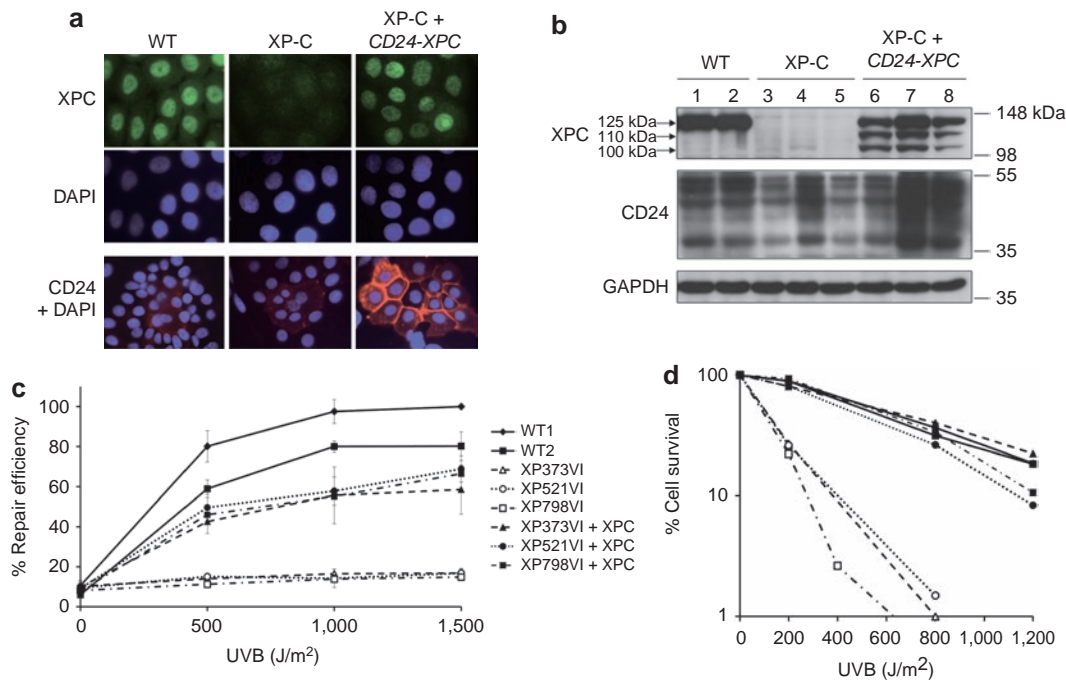 a
WT
XP-C
XP-C +
CD24-XPC
XPC
DAPI
CD24
+ DAPI
b
WT
XP-C
XP-C +
CD24-XPC
1 2 3 4 5 6 7 8
XPC
125 kDa
110 kDa
100 kDa
148 kDa
98
CD24
55
35
GAPDH
35
c
% Repair efficiency
120
100
80
60
40
20
0
0 500 1,000 1,500
UVB (J/m²)
WT1
WT2
XP373VI
XP521VI
XP798VI
XP373VI + XPC
XP521VI + XPC
XP798VI + XPC
d
% Cell survival
100
10
1
0 200 400 600 800 1,000 1,200
UVB (J/m²)